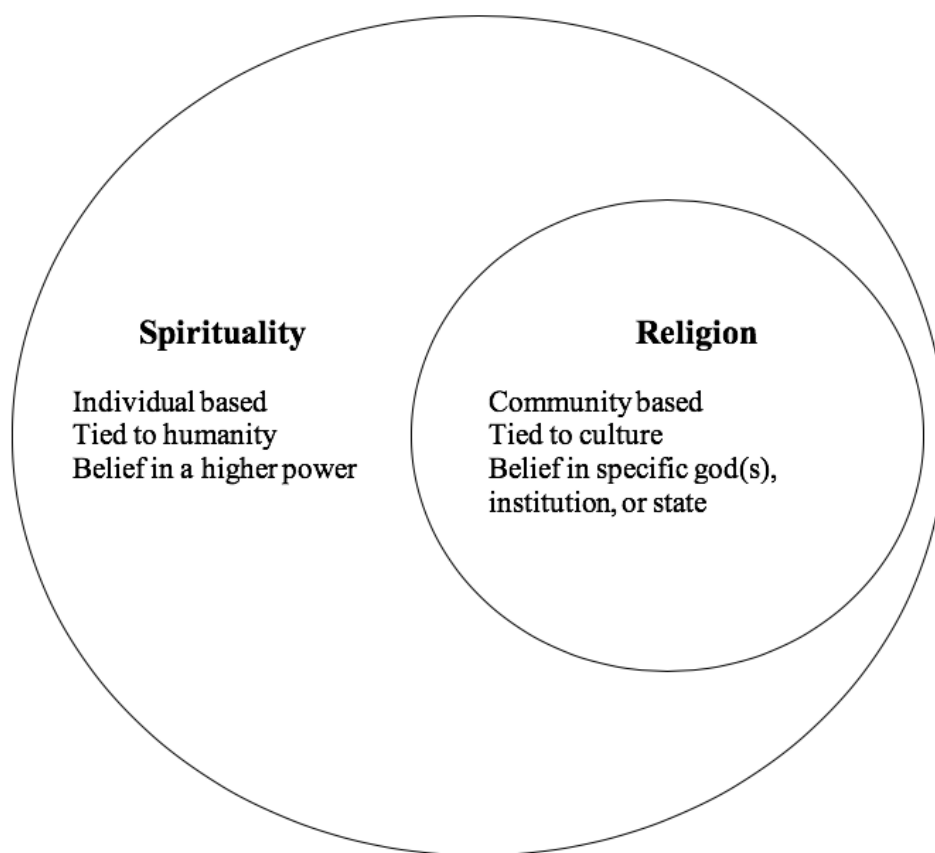 Spirituality
Individual based
Tied to humanity
Belief in a higher power
Religion
Community based
Tied to culture
Belief in specific god(s),
institution, or state